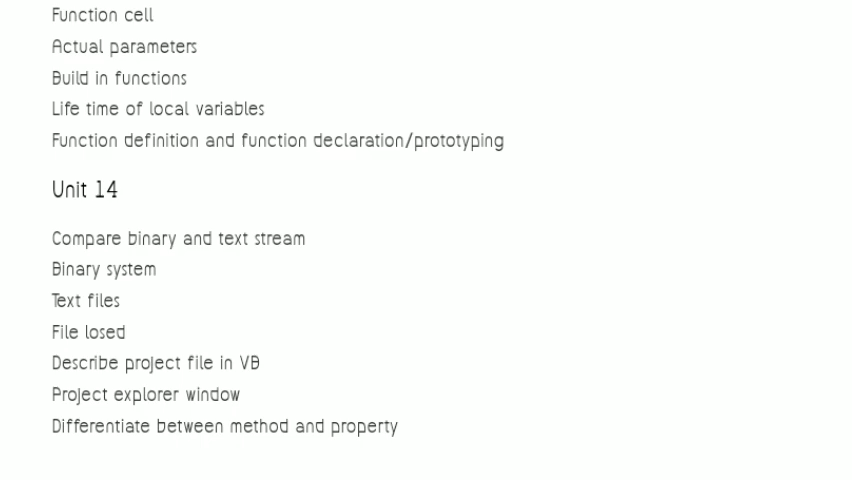 Function cell
Actual parameters
Build in functions
Life time of local variables
Function definition and function declaration/prototyping
Unit 14
Compare binary and text stream
Binary system
Text files
File losed
Describe project file in VB
Project explorer window
Differentiate between method and property